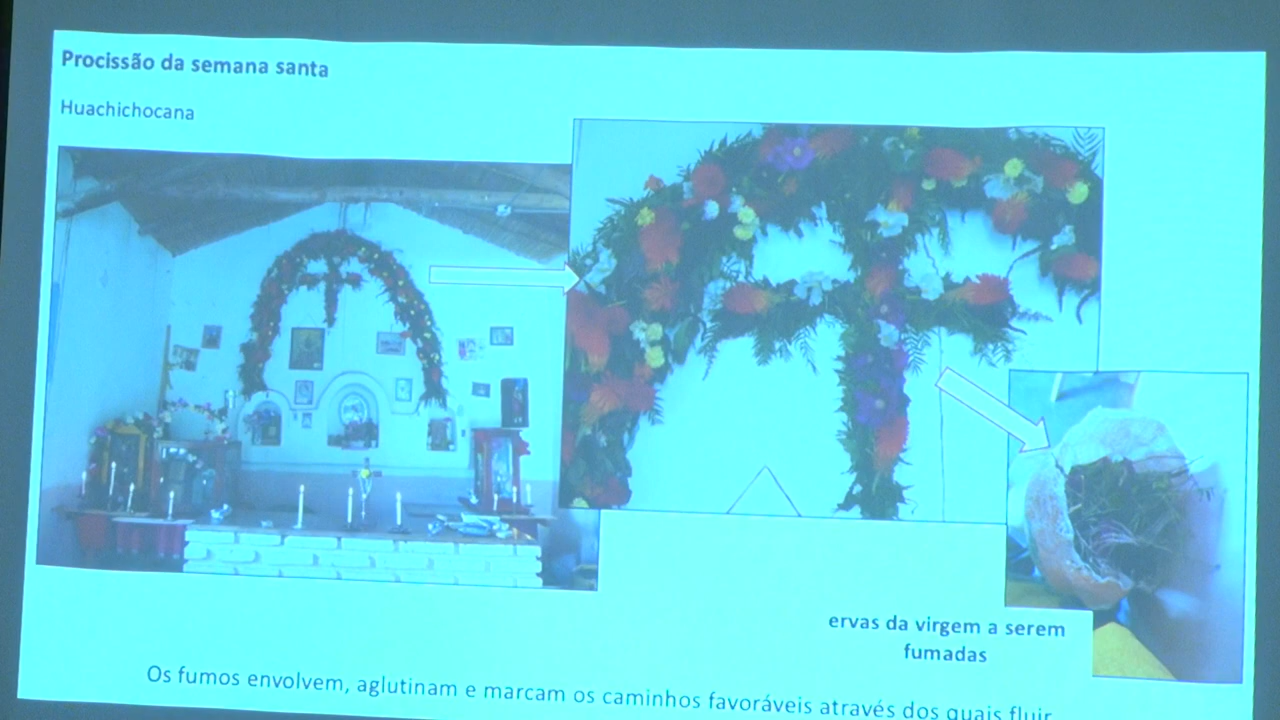 Procissão da semana santa
Huachichocana
ervas da virgem a serem
fumadas
Os fumos envolvem, aglutinam e marcam os caminhos favoráveis através dos quais fluir